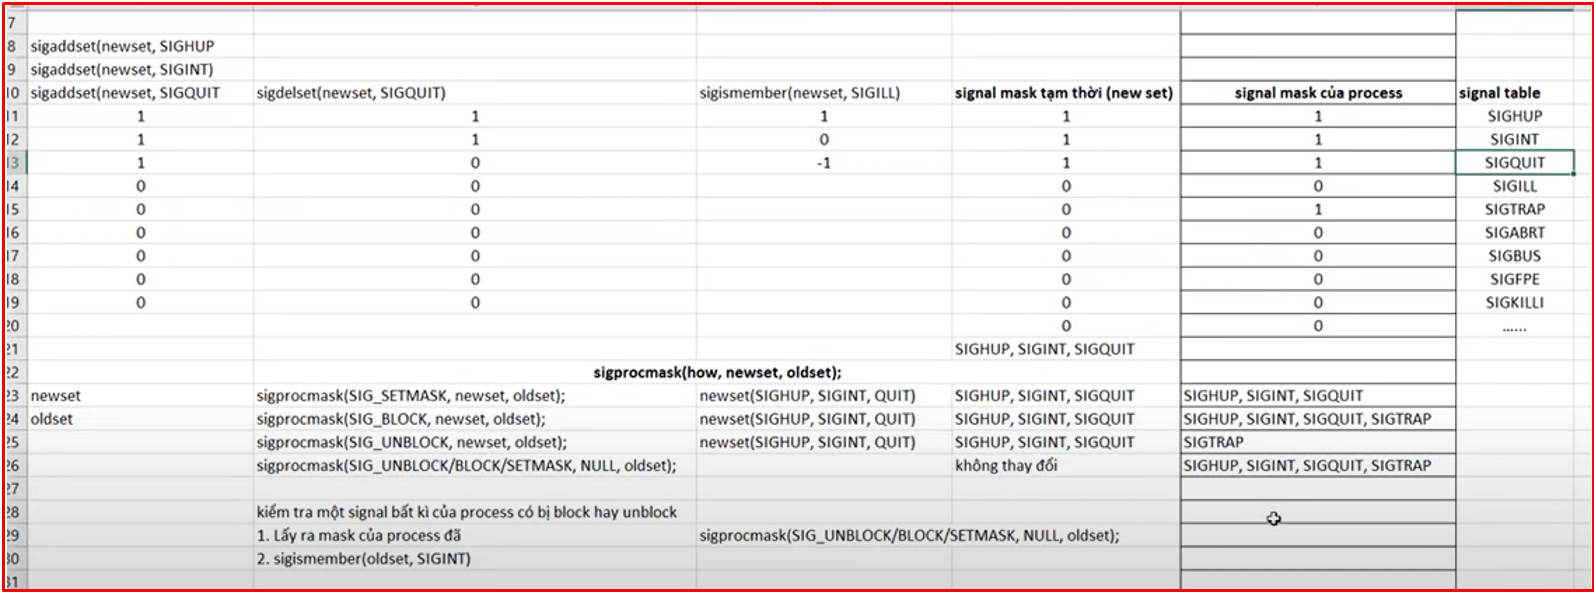 7
8 sigaddset(newset, SIGHUP
9 sigaddset(newset, SIGINT)
10 sigaddset(newset, SIGQUIT sigdelset(newset, SIGQUIT) sigismember(newset, SIGILL) signal mask tạm thời (new set) signal mask của process signal table
11 1 1 1 1 1 SIGHUP
12 1 1 0 1 1 SIGINT
13 1 0 -1 1 1 SIGQUIT
14 0 0 0 0 SIGILL
15 0 0 0 1 SIGTRAP
16 0 0 0 0 SIGABRT
17 0 0 0 0 SIGBUS
18 0 0 0 0 SIGFPE
19 0 0 0 0 SIGKILLI
20 0 0 ......
21 SIGHUP, SIGINT, SIGQUIT
22 sigprocmask(how, newset, oldset);
23 newset sigprocmask(SIG_SETMASK, newset, oldset); newset(SIGHUP, SIGINT, QUIT) SIGHUP, SIGINT, SIGQUIT SIGHUP, SIGINT, SIGQUIT
24 oldset sigprocmask(SIG_BLOCK, newset, oldset); newset(SIGHUP, SIGINT, QUIT) SIGHUP, SIGINT, SIGQUIT SIGHUP, SIGINT, SIGQUIT, SIGTRAP
25 sigprocmask(SIG_UNBLOCK, newset, oldset); newset(SIGHUP, SIGINT, QUIT) SIGHUP, SIGINT, SIGQUIT SIGTRAP
26 sigprocmask(SIG_UNBLOCK/BLOCK/SETMASK, NULL, oldset); không thay đổi SIGHUP, SIGINT, SIGQUIT, SIGTRAP
27
28 kiểm tra một signal bất kì của process có bị block hay unblock
29 1. Lấy ra mask của process đã sigprocmask(SIG_UNBLOCK/BLOCK/SETMASK, NULL, oldset);
30 2. sigismember(oldset, SIGINT)
31